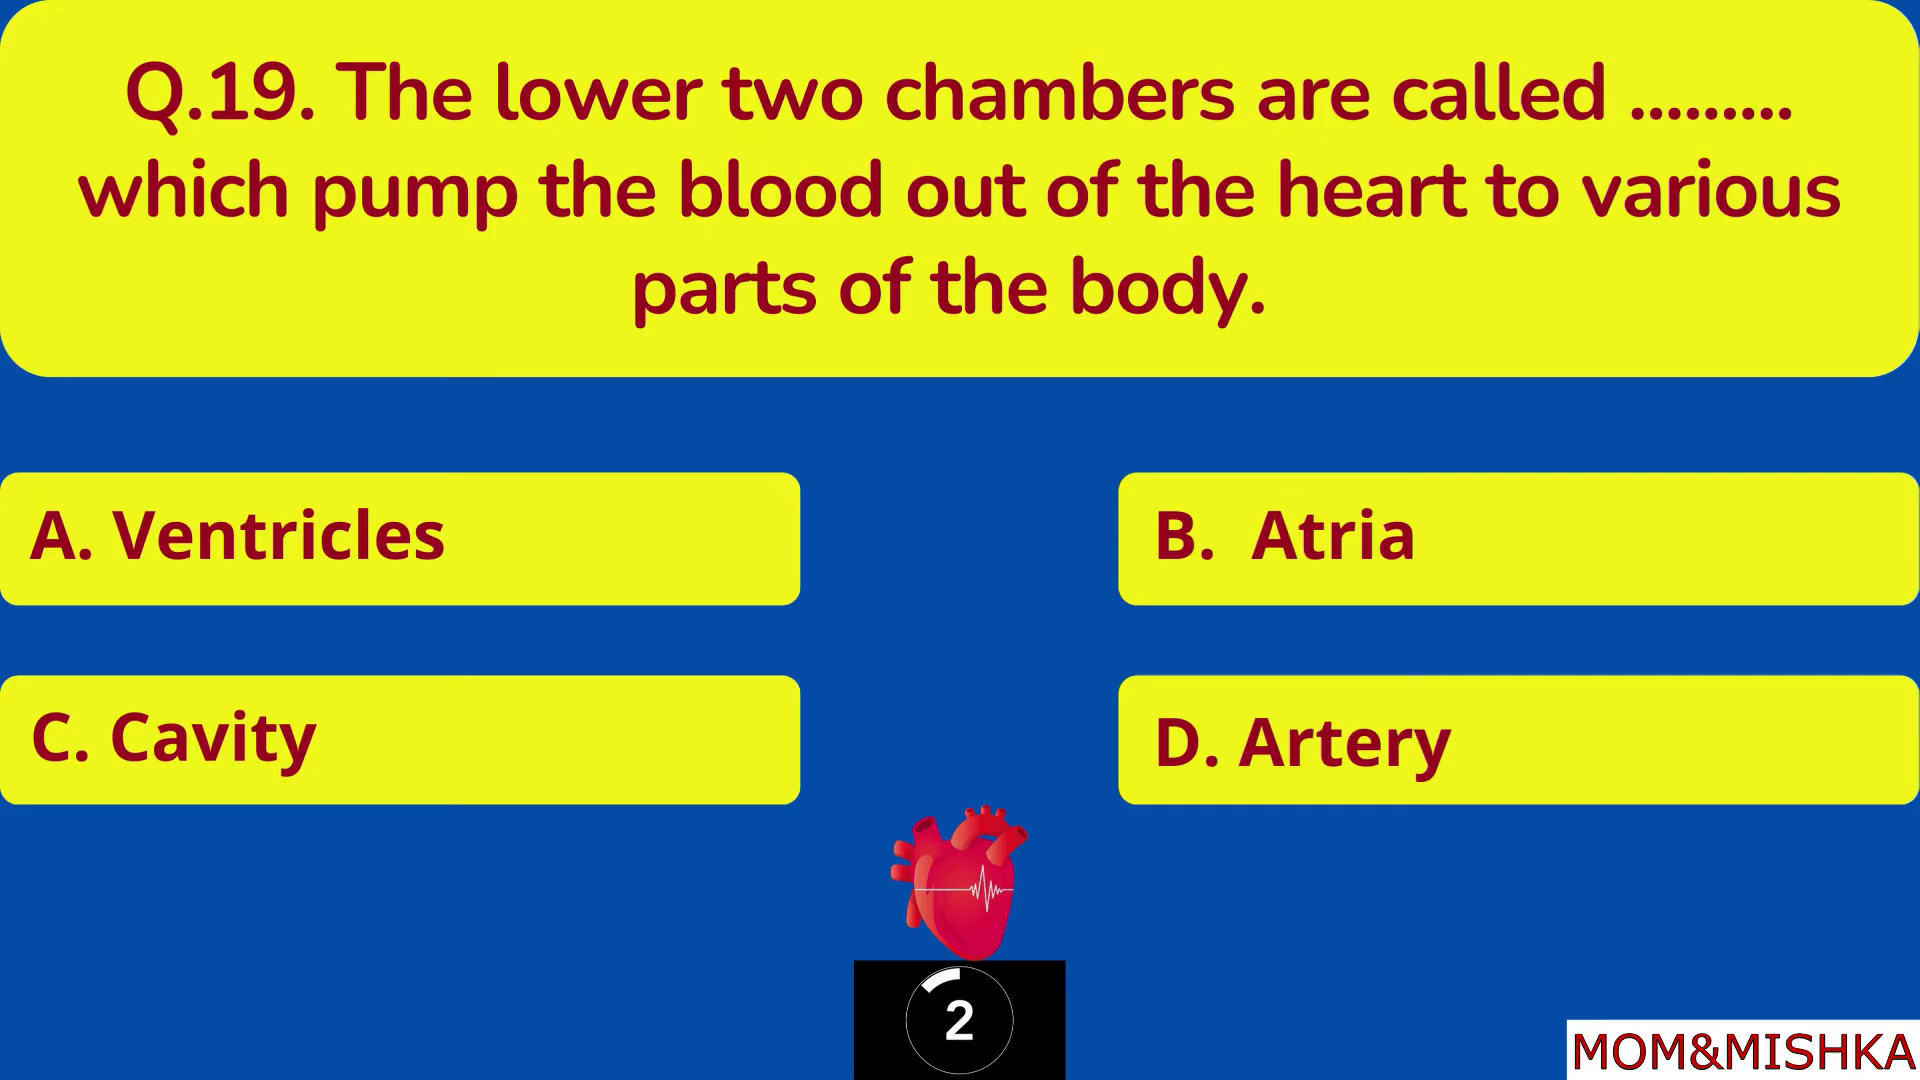 Q.19. The lower two chambers are called .........
which pump the blood out of the heart to various
parts of the body.
A. Ventricles
B. Atria
C. Cavity
D. Artery
2
MOM&MISHKA